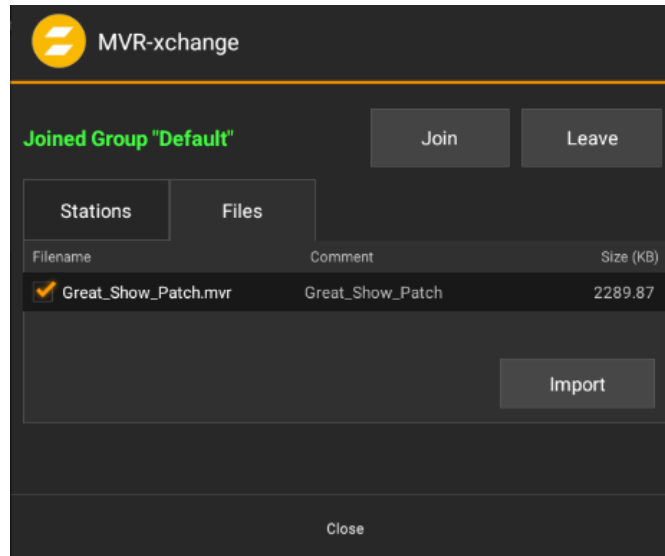 MVR-xchange
Joined Group "Default" Join Leave
Stations Files
Filename Comment Size (KB)
Great_Show_Patch.mvr Great_Show_Patch 2289.87
Import
Close